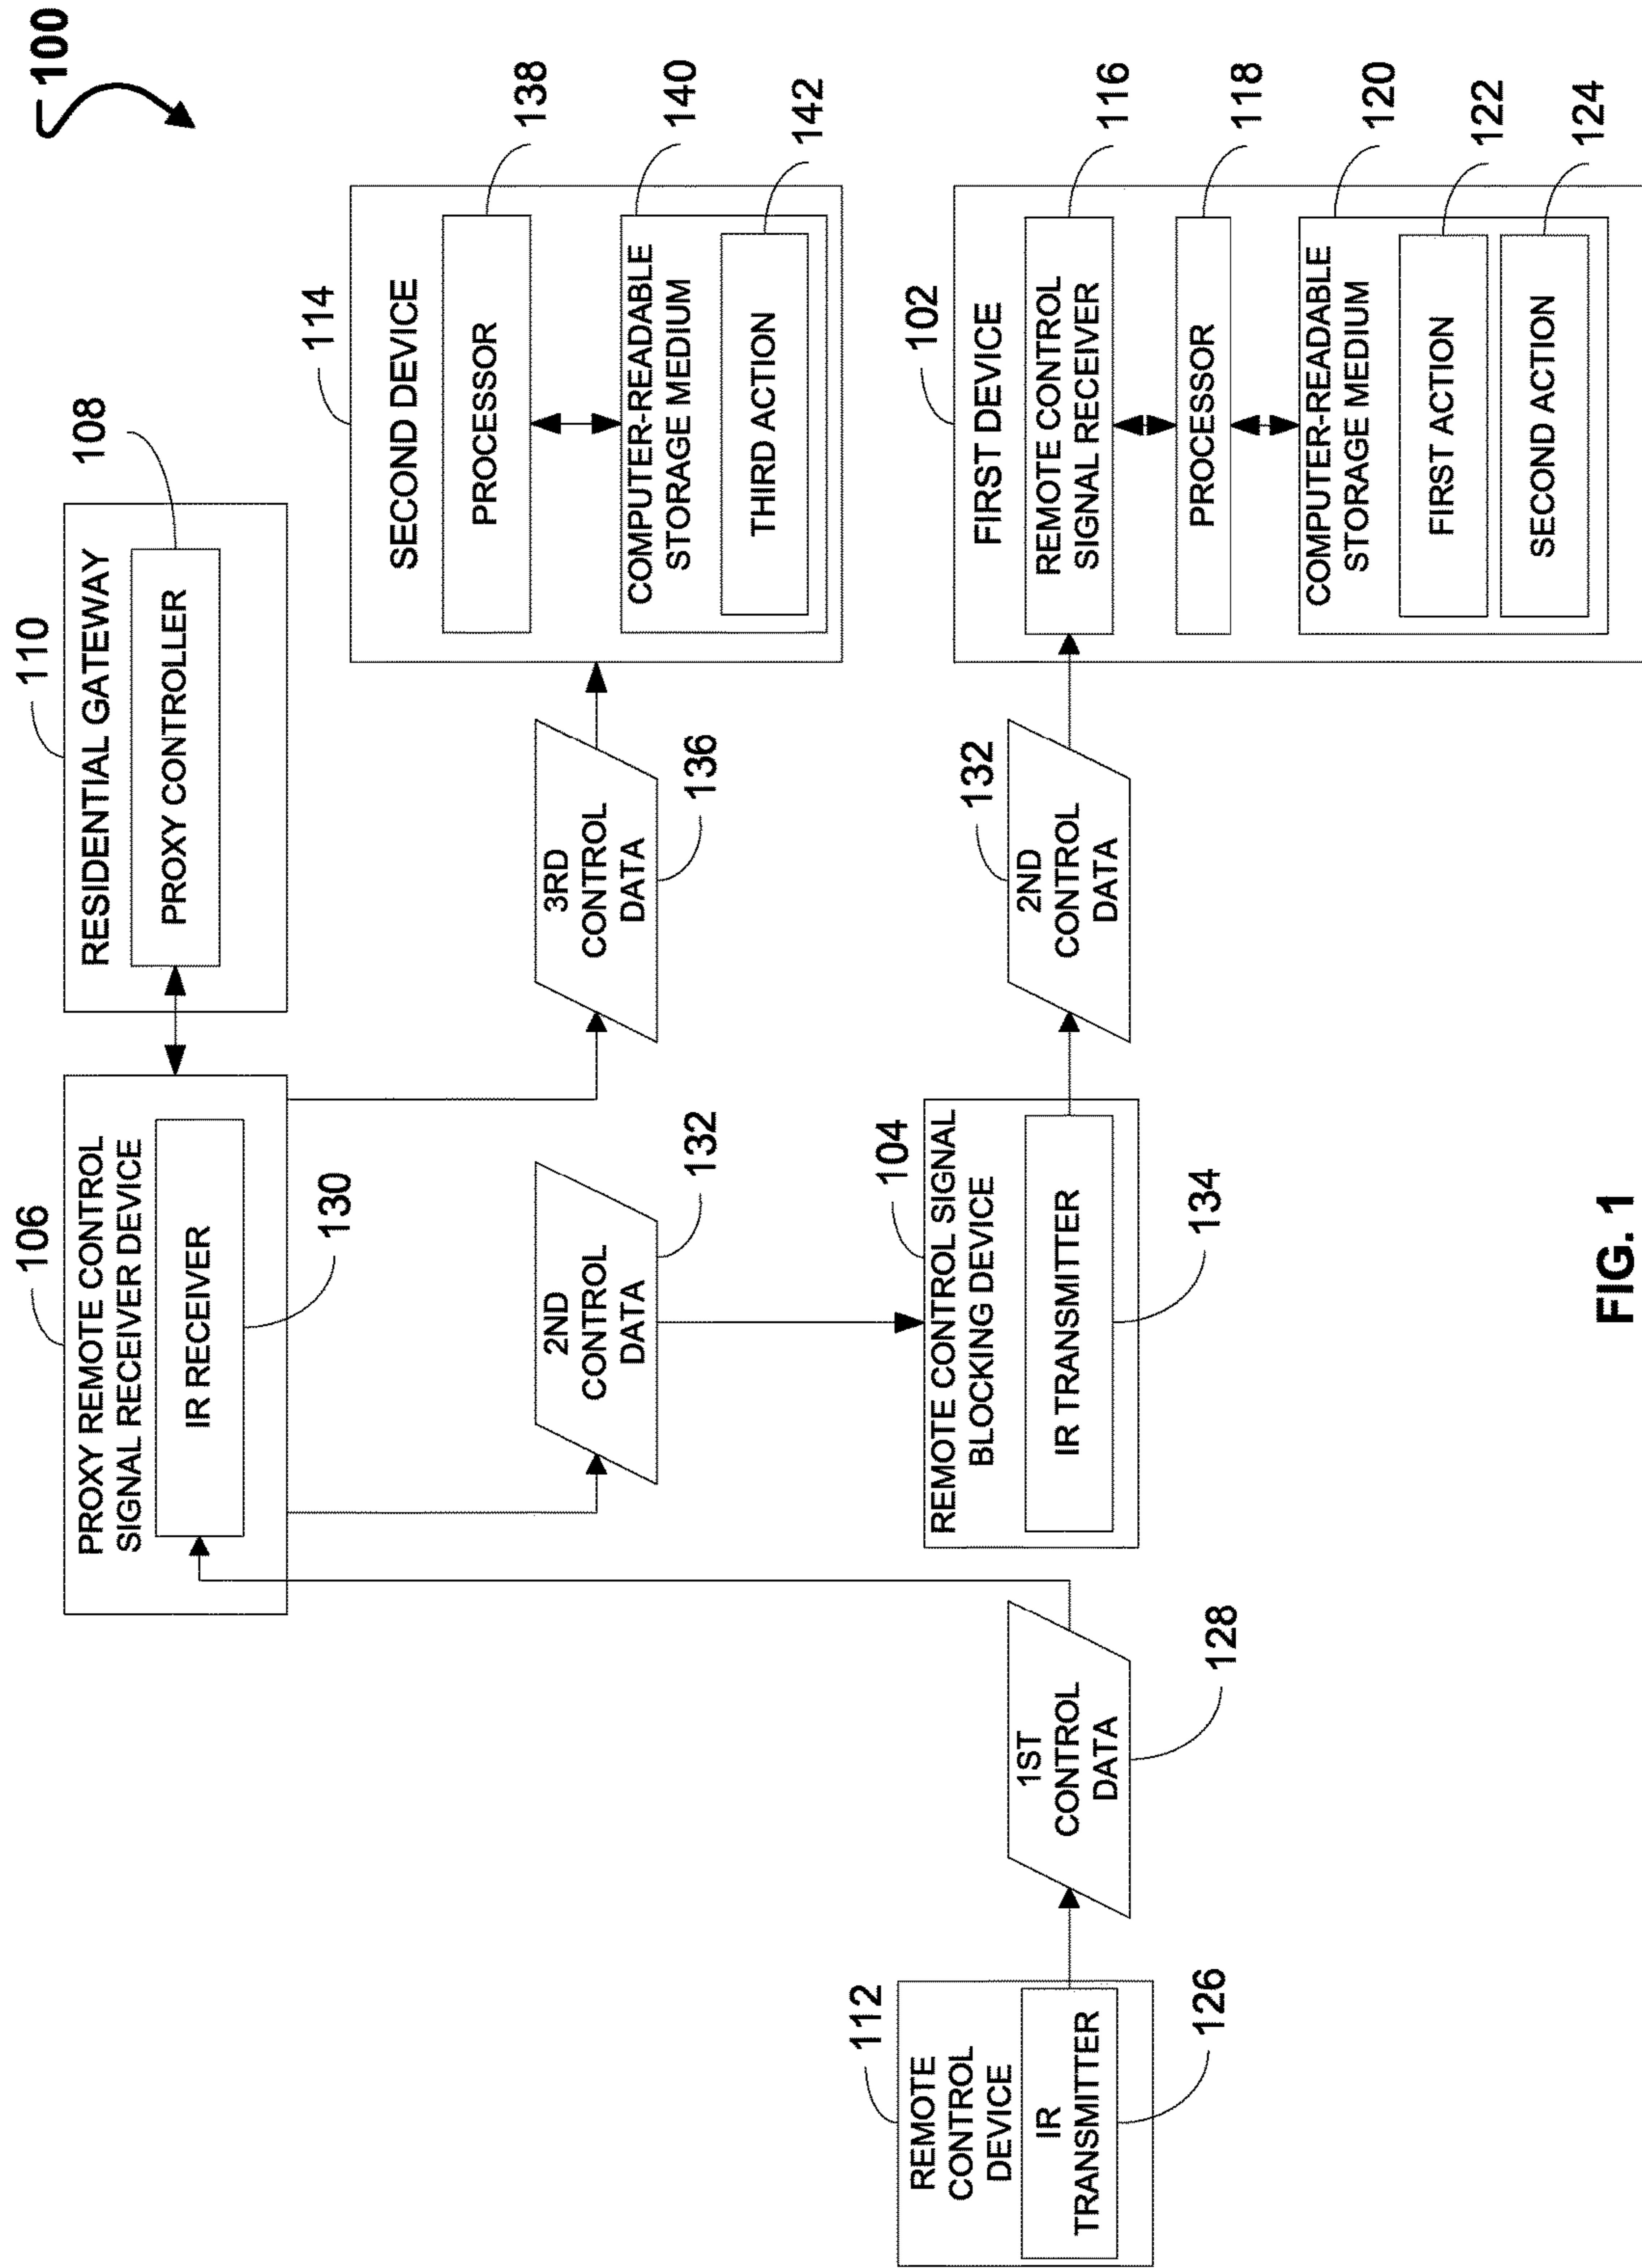 100
110
RESIDENTIAL GATEWAY
PROXY CONTROLLER
108
106
PROXY REMOTE CONTROL
SIGNAL RECEIVER DEVICE
IR RECEIVER
130
114
SECOND DEVICE
PROCESSOR
138
COMPUTER-READABLE
STORAGE MEDIUM
140
THIRD ACTION
142
3RD
CONTROL
DATA
136
2ND
CONTROL
DATA
132
102
FIRST DEVICE
REMOTE CONTROL
SIGNAL RECEIVER
116
PROCESSOR
118
COMPUTER-READABLE
STORAGE MEDIUM
120
FIRST ACTION
122
SECOND ACTION
124
132
2ND
CONTROL
DATA
104
REMOTE CONTROL SIGNAL
BLOCKING DEVICE
IR TRANSMITTER
134
1ST
CONTROL
DATA
128
112
REMOTE
CONTROL
DEVICE
IR
TRANSMITTER
126
FIG. 1